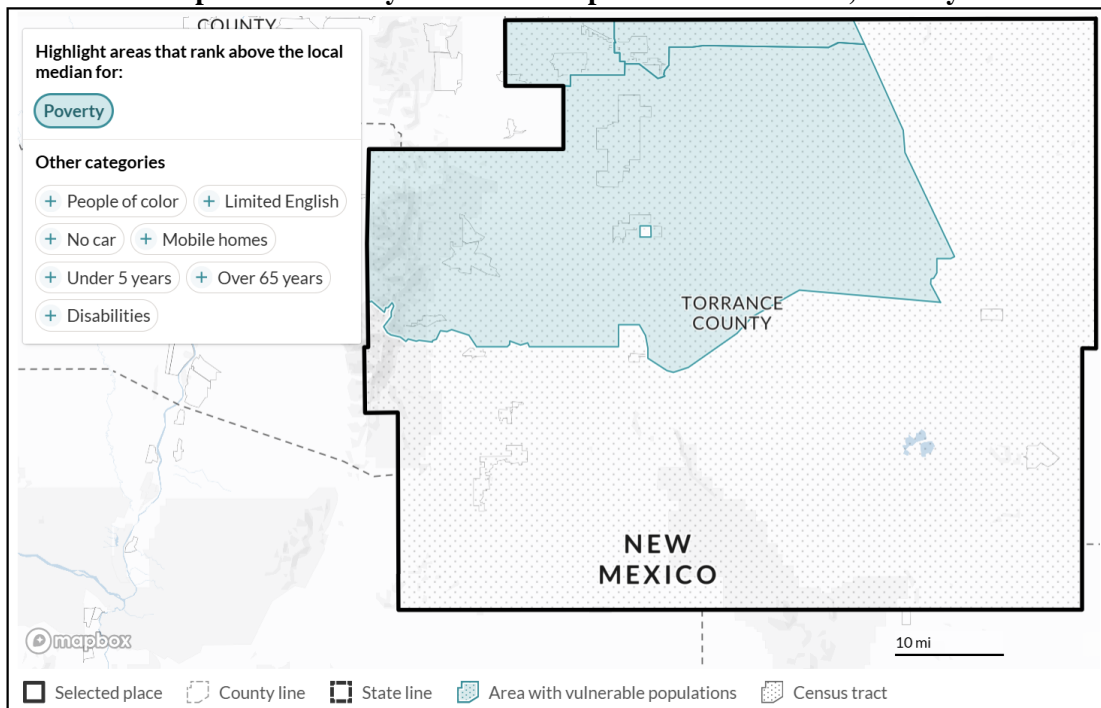 COUNTY
Highlight areas that rank above the local
median for:
Poverty
Other categories
+ People of color
+ Limited English
+ No car
+ Mobile homes
+ Under 5 years
+ Over 65 years
+ Disabilities
TORRANCE
COUNTY
NEW
MEXICO
mapbox
10 mi
Selected place
County line
State line
Area with vulnerable populations
Census tract